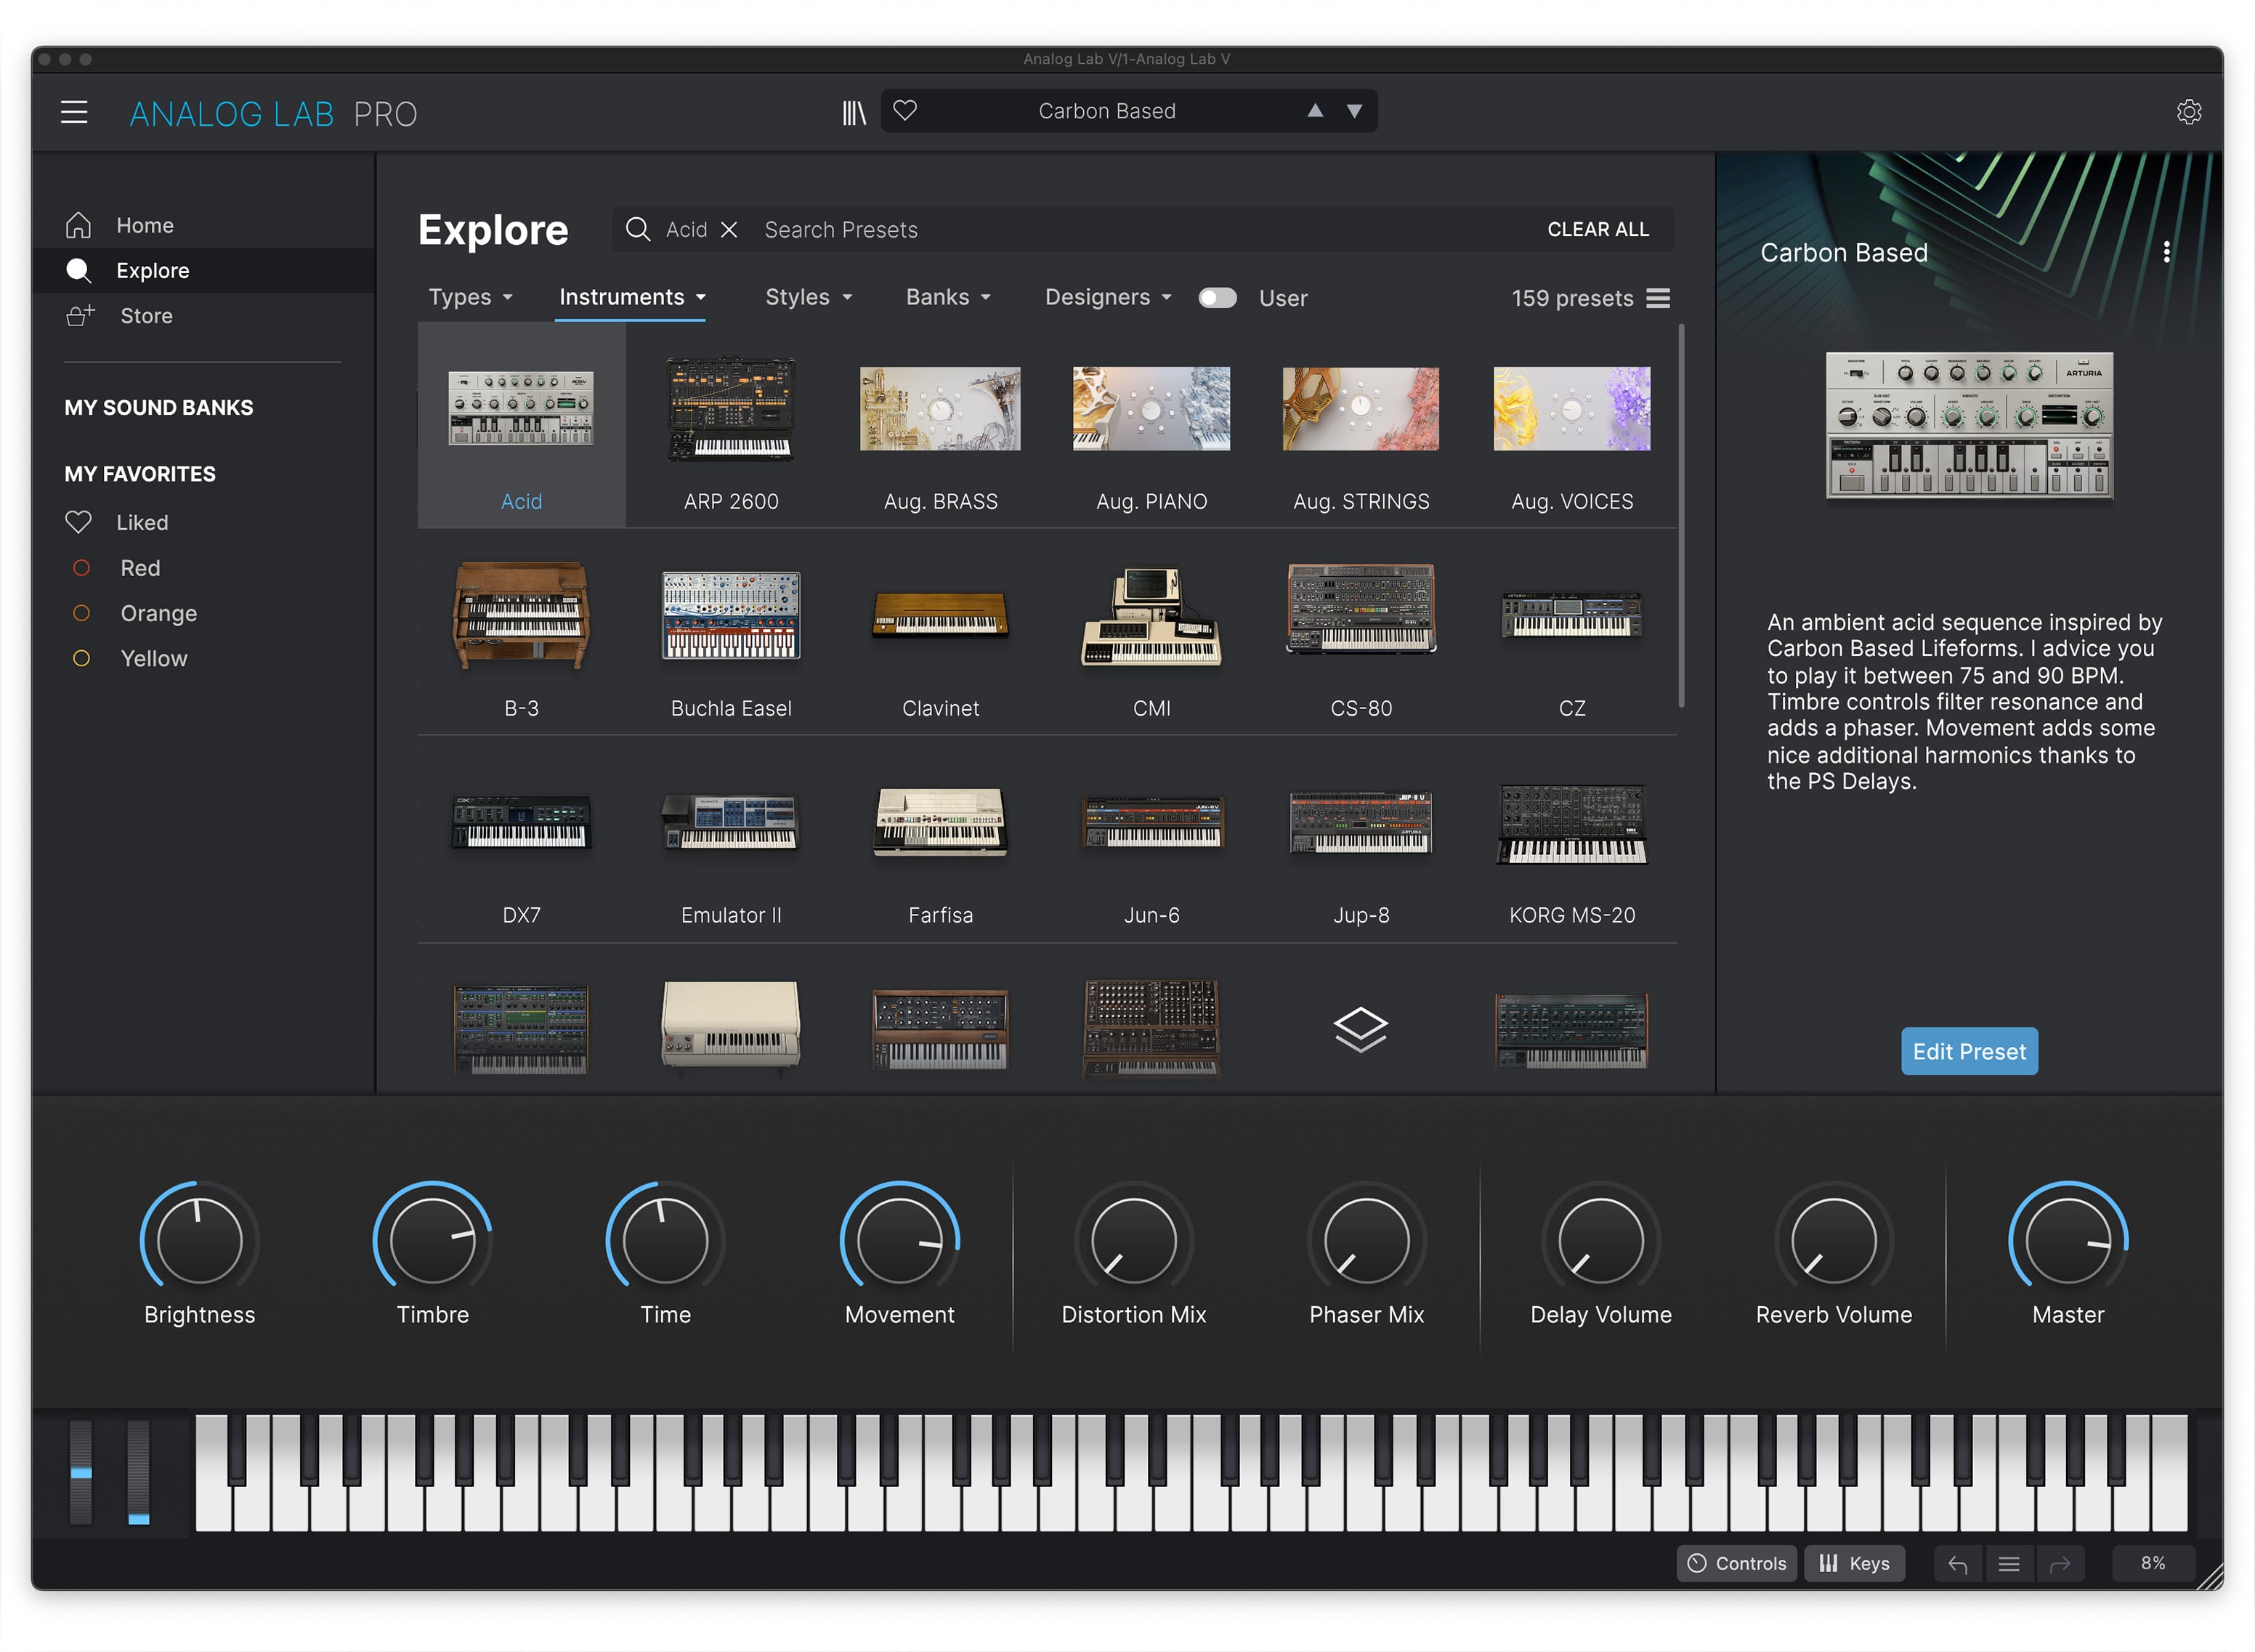 Analog Lab V/1-Analog Lab V
ANALOG LAB PRO
Carbon Based
Home
Explore
Store
MY SOUND BANKS
MY FAVORITES
Liked
Red
Orange
Yellow
Explore
Acid
Search Presets
CLEAR ALL
Types
Instruments
Styles
Banks
Designers
User
159 presets
Acid
ARP 2600
Aug. BRASS
Aug. PIANO
Aug. STRINGS
Aug. VOICES
B-3
Buchla Easel
Clavinet
CMI
CS-80
CZ
DX7
Emulator II
Farfisa
Jun-6
Jup-8
KORG MS-20
Carbon Based
ARTURIA
An ambient acid sequence inspired by
Carbon Based Lifeforms. I advice you
to play it between 75 and 90 BPM.
Timbre controls filter resonance and
adds a phaser. Movement adds some
nice additional harmonics thanks to
the PS Delays.
Edit Preset
Brightness
Timbre
Time
Movement
Distortion Mix
Phaser Mix
Delay Volume
Reverb Volume
Master
Controls
Keys
8%